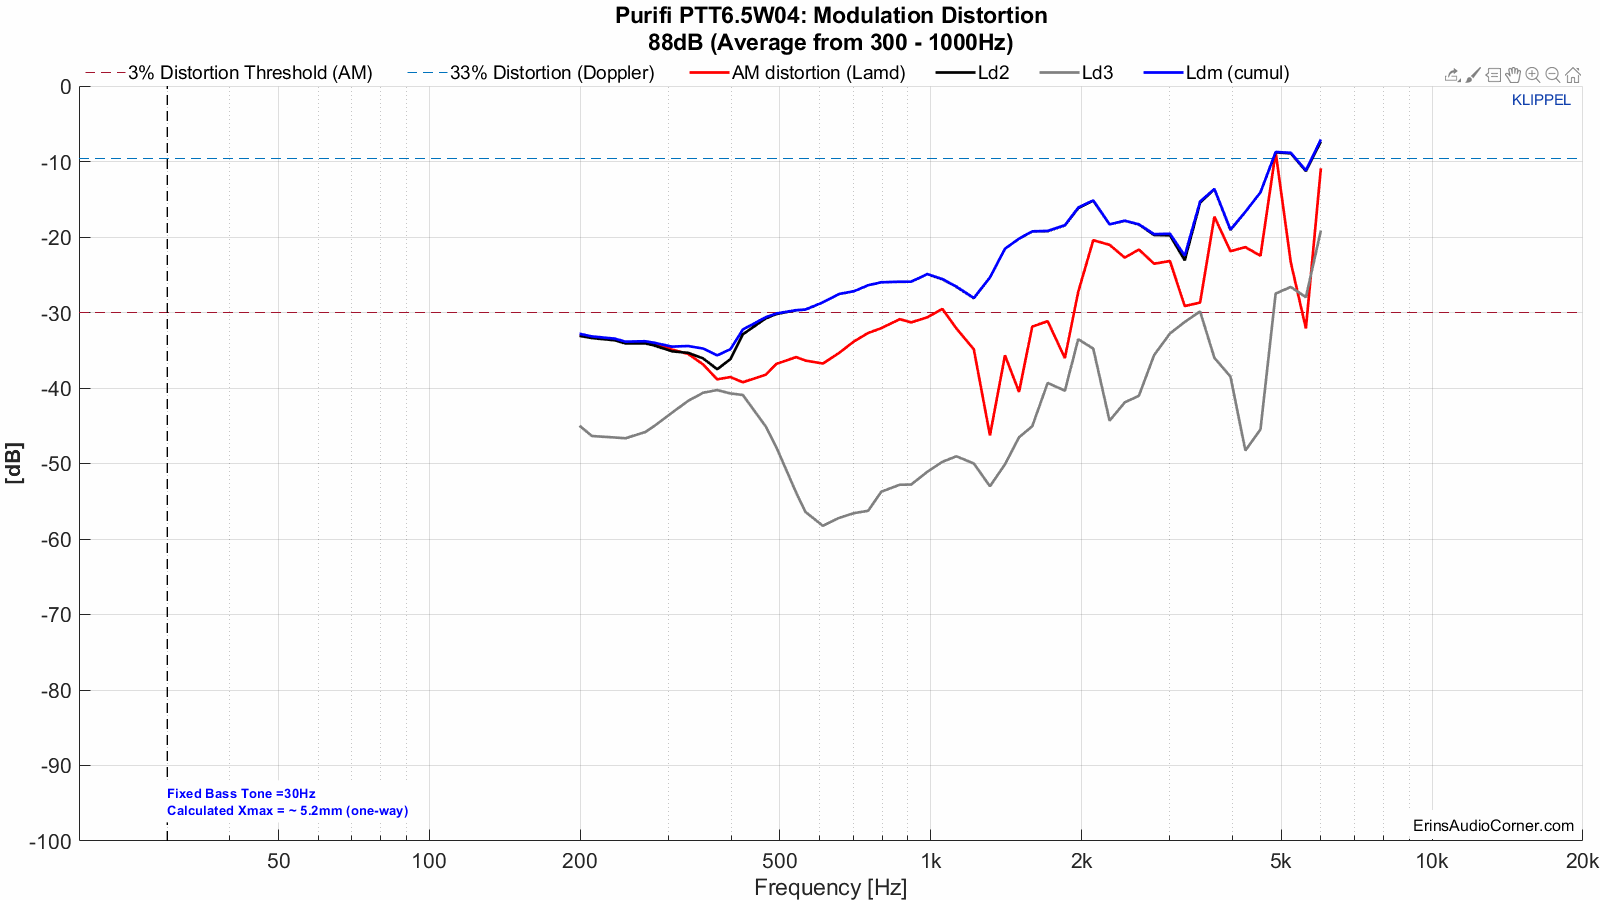 Purifi PTT6.5W04: Modulation Distortion
88dB (Average from 300 - 1000Hz)
3% Distortion Threshold (AM) 33% Distortion (Doppler) AM distortion (Lamd) Ld2 Ld3 Ldm (cumul)
KLIPPEL
0
-10
-20
-30
-40
-50
-60
-70
-80
-90
-100
[dB]
Fixed Bass Tone =30Hz
Calculated Xmax = ~ 5.2mm (one-way)
ErinsAudioCorner.com
50 100 200 500 1k 2k 5k 10k 20k
Frequency [Hz]